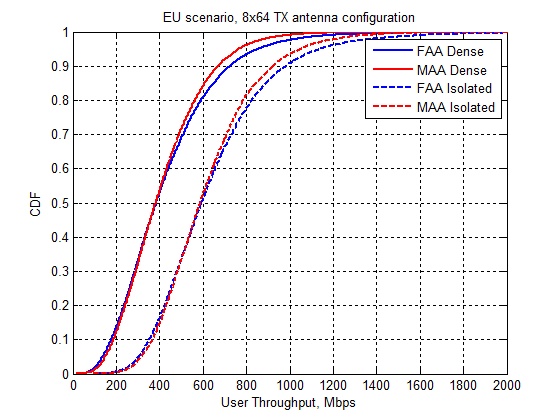 EU scenario, 8x64 TX antenna configuration
1
0.9
0.8
0.7
0.6
0.5
0.4
0.3
0.2
0.1
0
CDF
FAA Dense
MAA Dense
FAA Isolated
MAA Isolated
0 200 400 600 800 1000 1200 1400 1600 1800 2000
User Throughput, Mbps